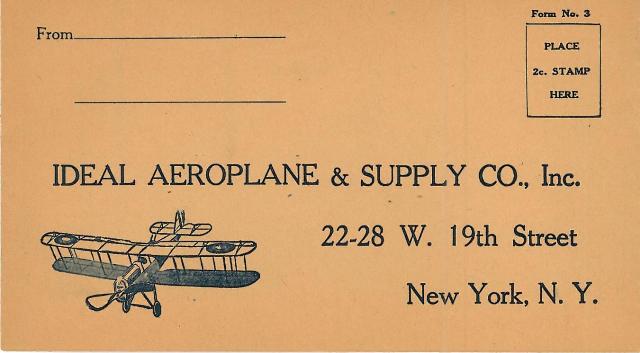 Form No. 3
From
PLACE
2c. STAMP
HERE
IDEAL AEROPLANE & SUPPLY CO., Inc.
22-28 W. 19th Street
New York, N. Y.